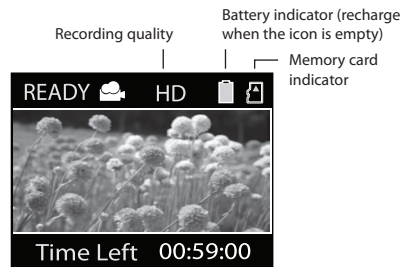 Battery indicator (recharge
when the icon is empty)
Recording quality
Memory card
indicator
READY HD
Time Left 00:59:00